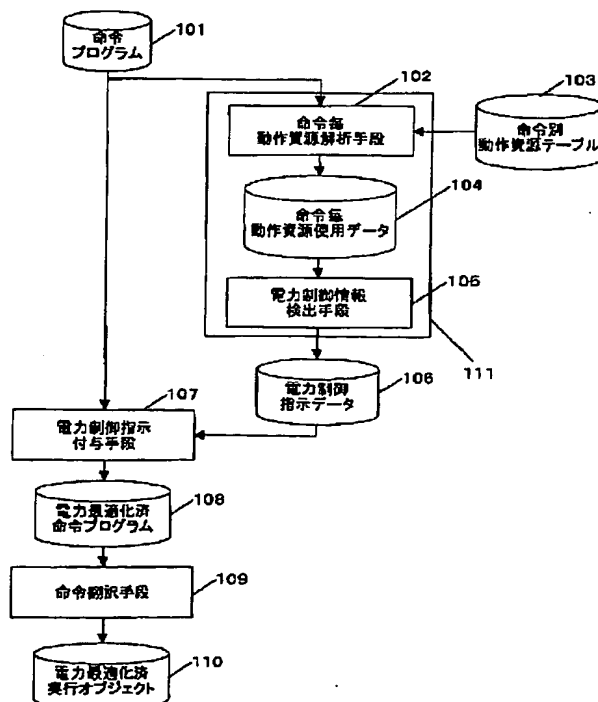 命令
プログラム
101
102
103
命令毎
動作資源解析手段
命令別
動作資源テーブル
104
命令毎
動作資源使用データ
電力制御情報
検出手段
105
111
電力制御
指示データ
106
107
電力制御指示
付与手段
電力最適化済
命令プログラム
108
命令翻訳手段
109
電力最適化済
実行オブジェクト
110